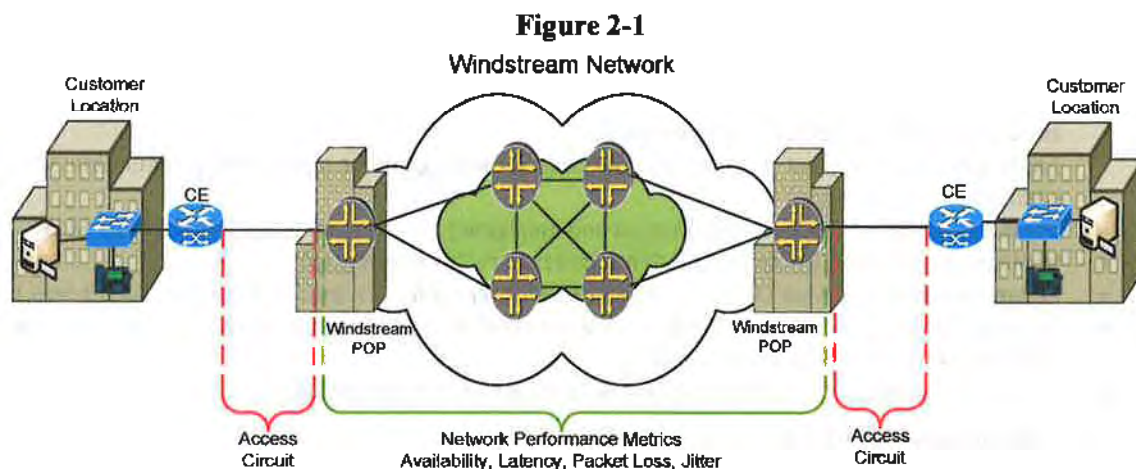 Figure 2-1
Windstream Network
Customer
Location
Customer
Location
CE
CE
Windstream
POP
Windstream
POP
Access
Circuit
Network Performance Metrics
Availability, Latency, Packet Loss, Jitter
Access
Circuit